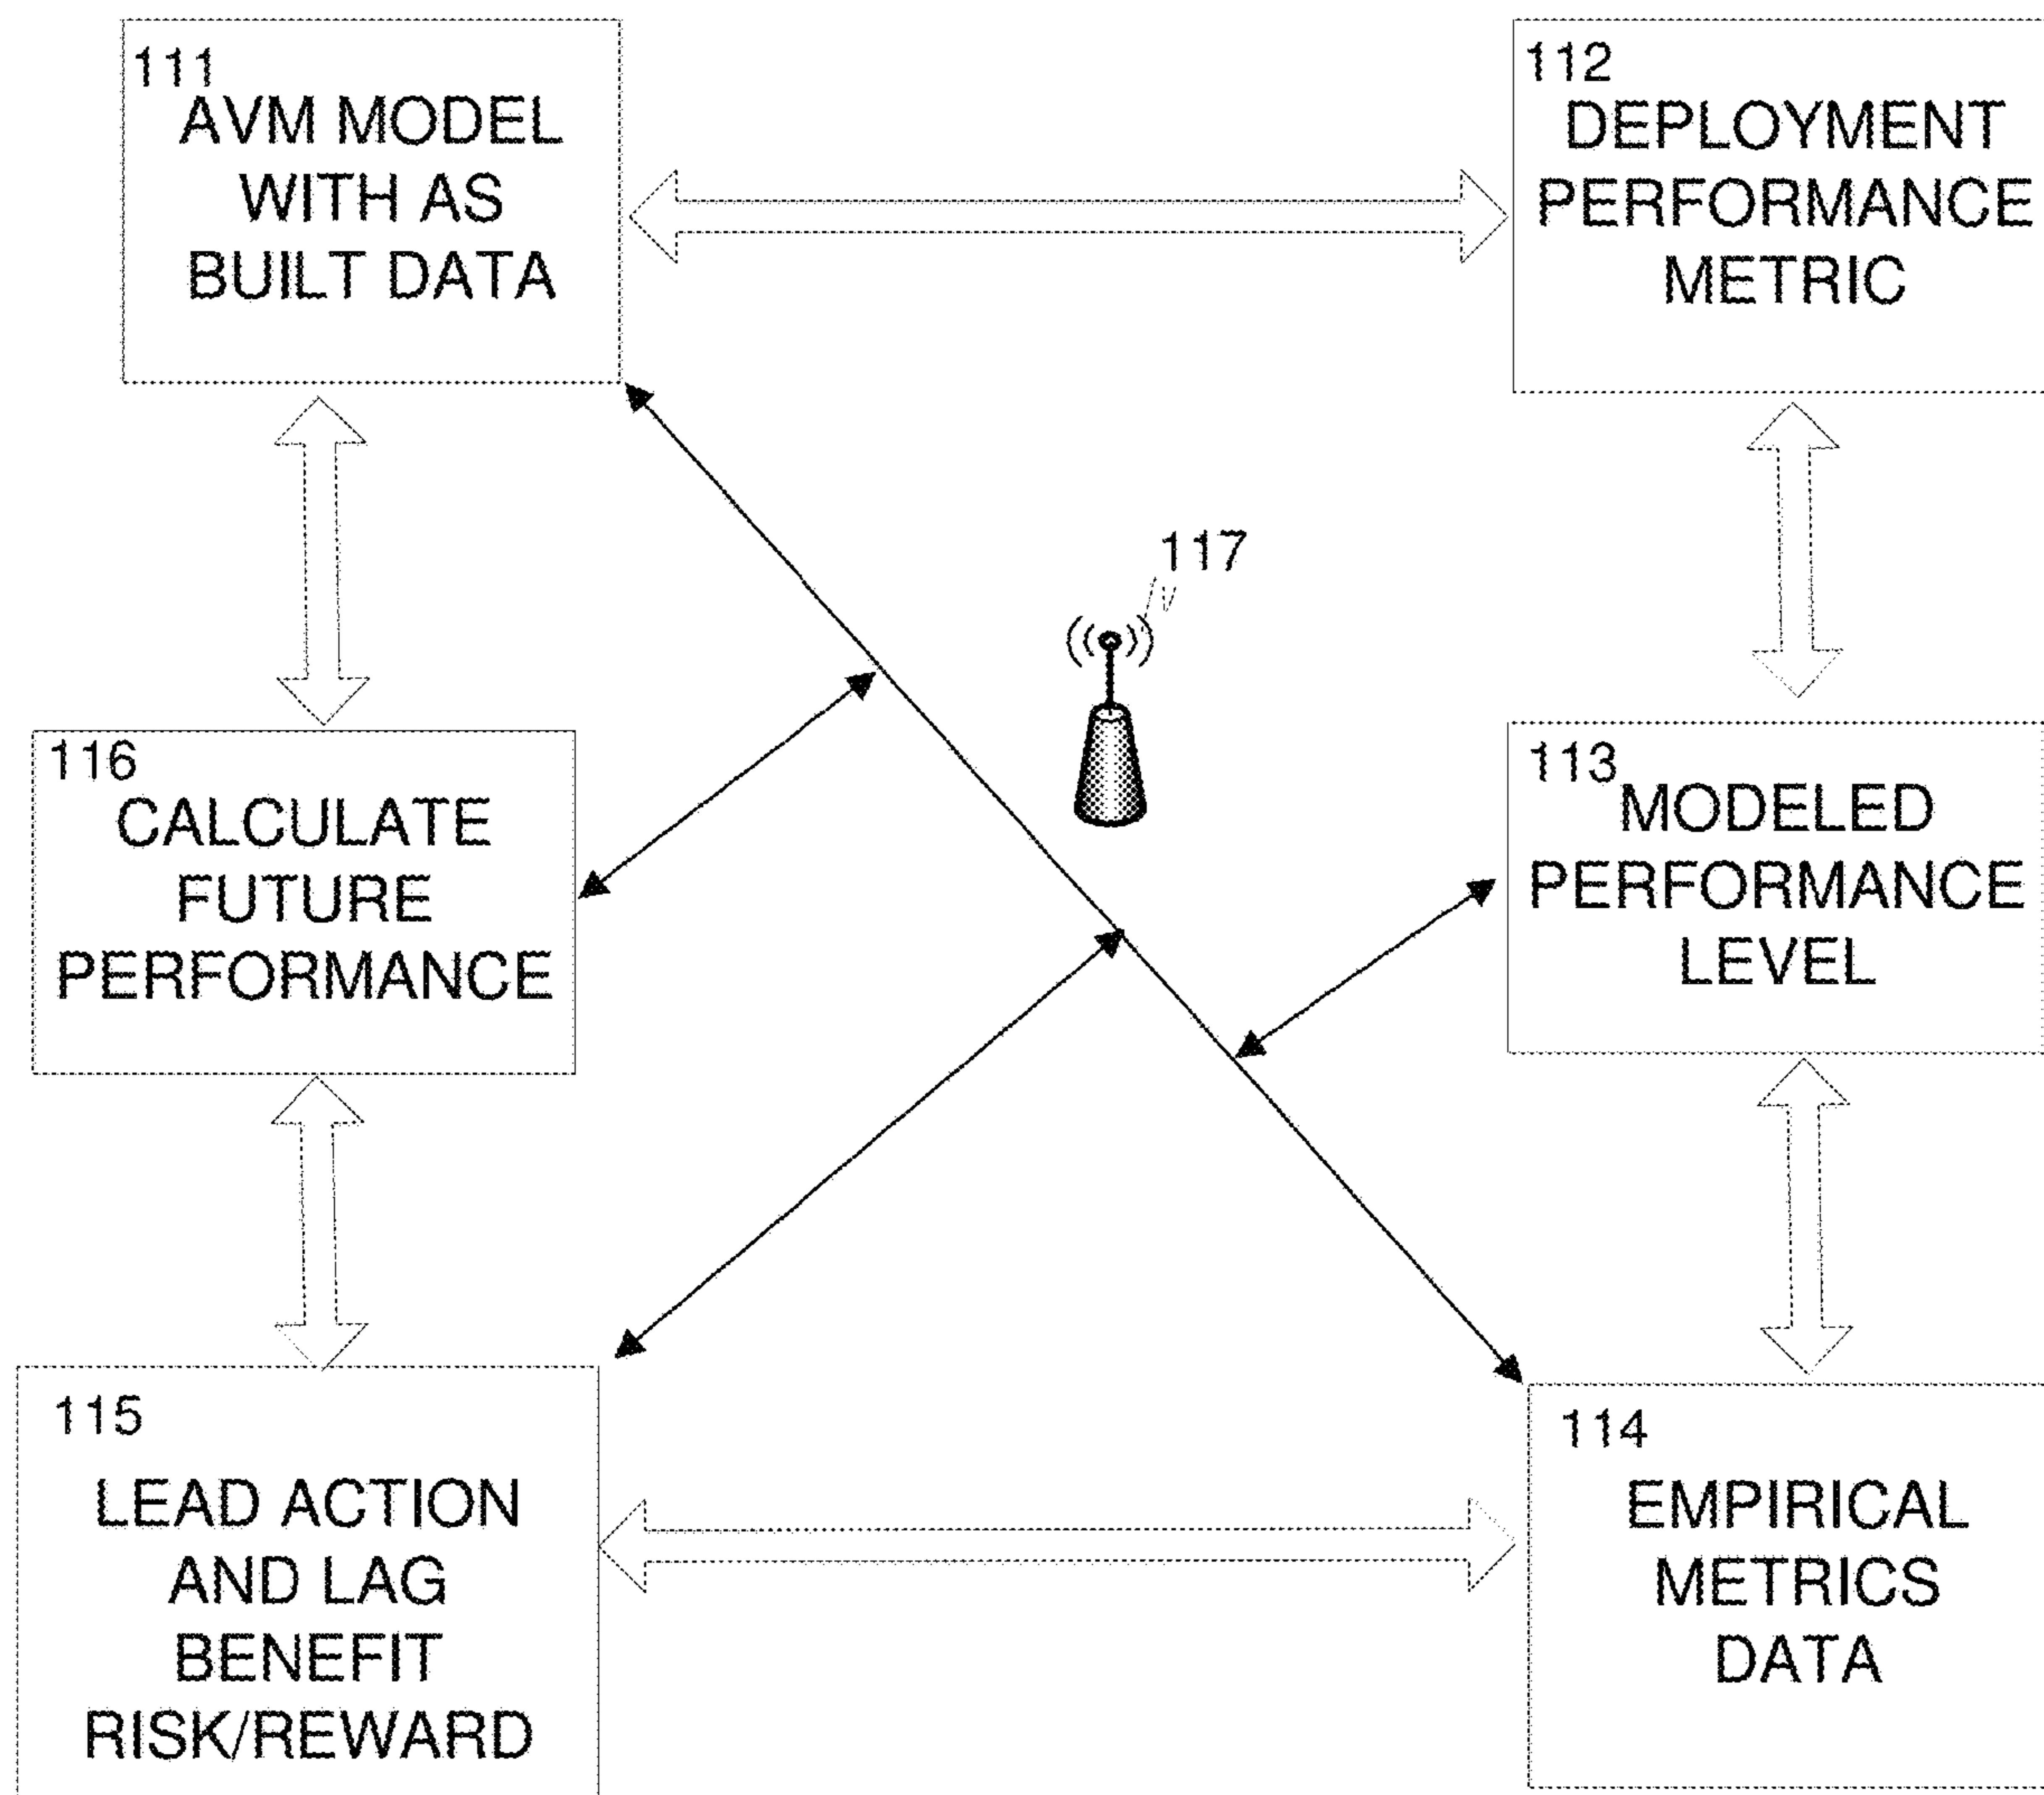 111
AVM MODEL
WITH AS
BUILT DATA
112
DEPLOYMENT
PERFORMANCE
METRIC
117
116
CALCULATE
FUTURE
PERFORMANCE
113
MODELED
PERFORMANCE
LEVEL
115
LEAD ACTION
AND LAG
BENEFIT
RISK/REWARD
114
EMPIRICAL
METRICS
DATA